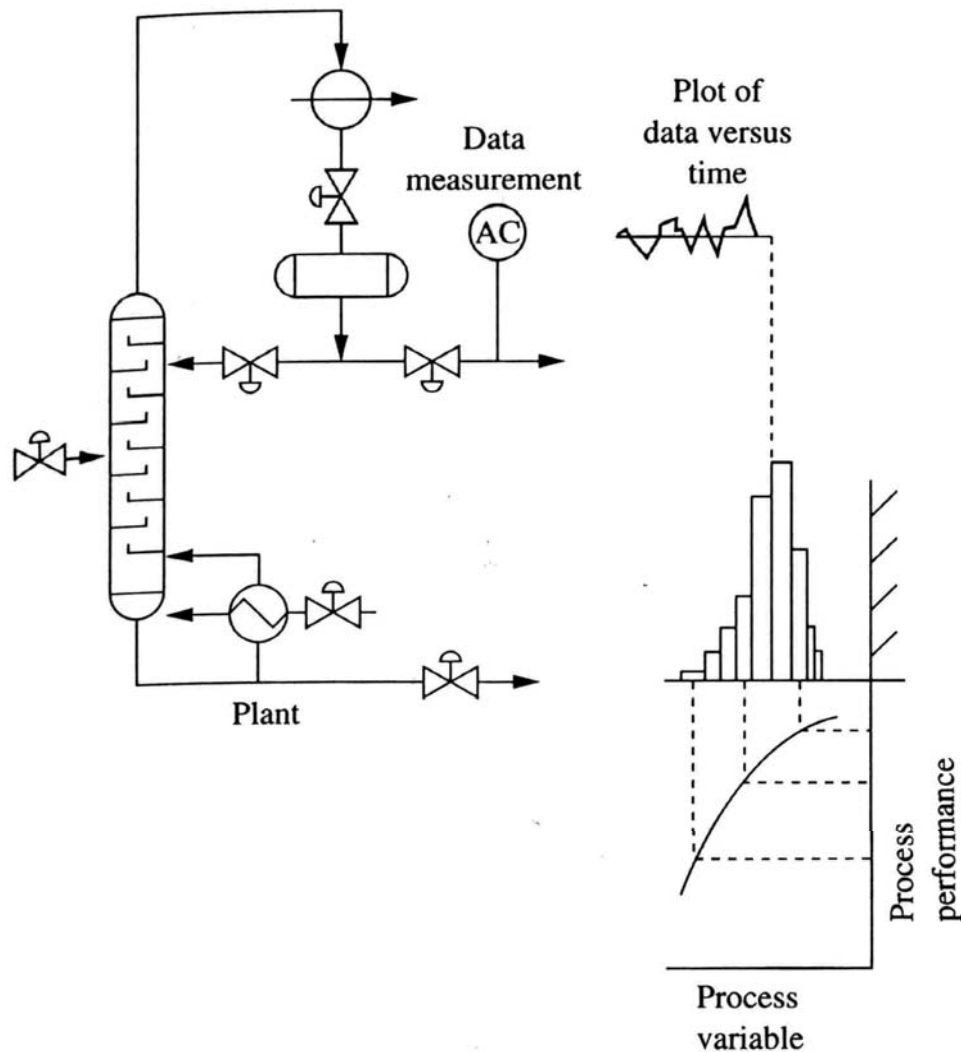 Data
measurement
AC
Plot of
data versus
time
Plant
Process
performance
Process
variable